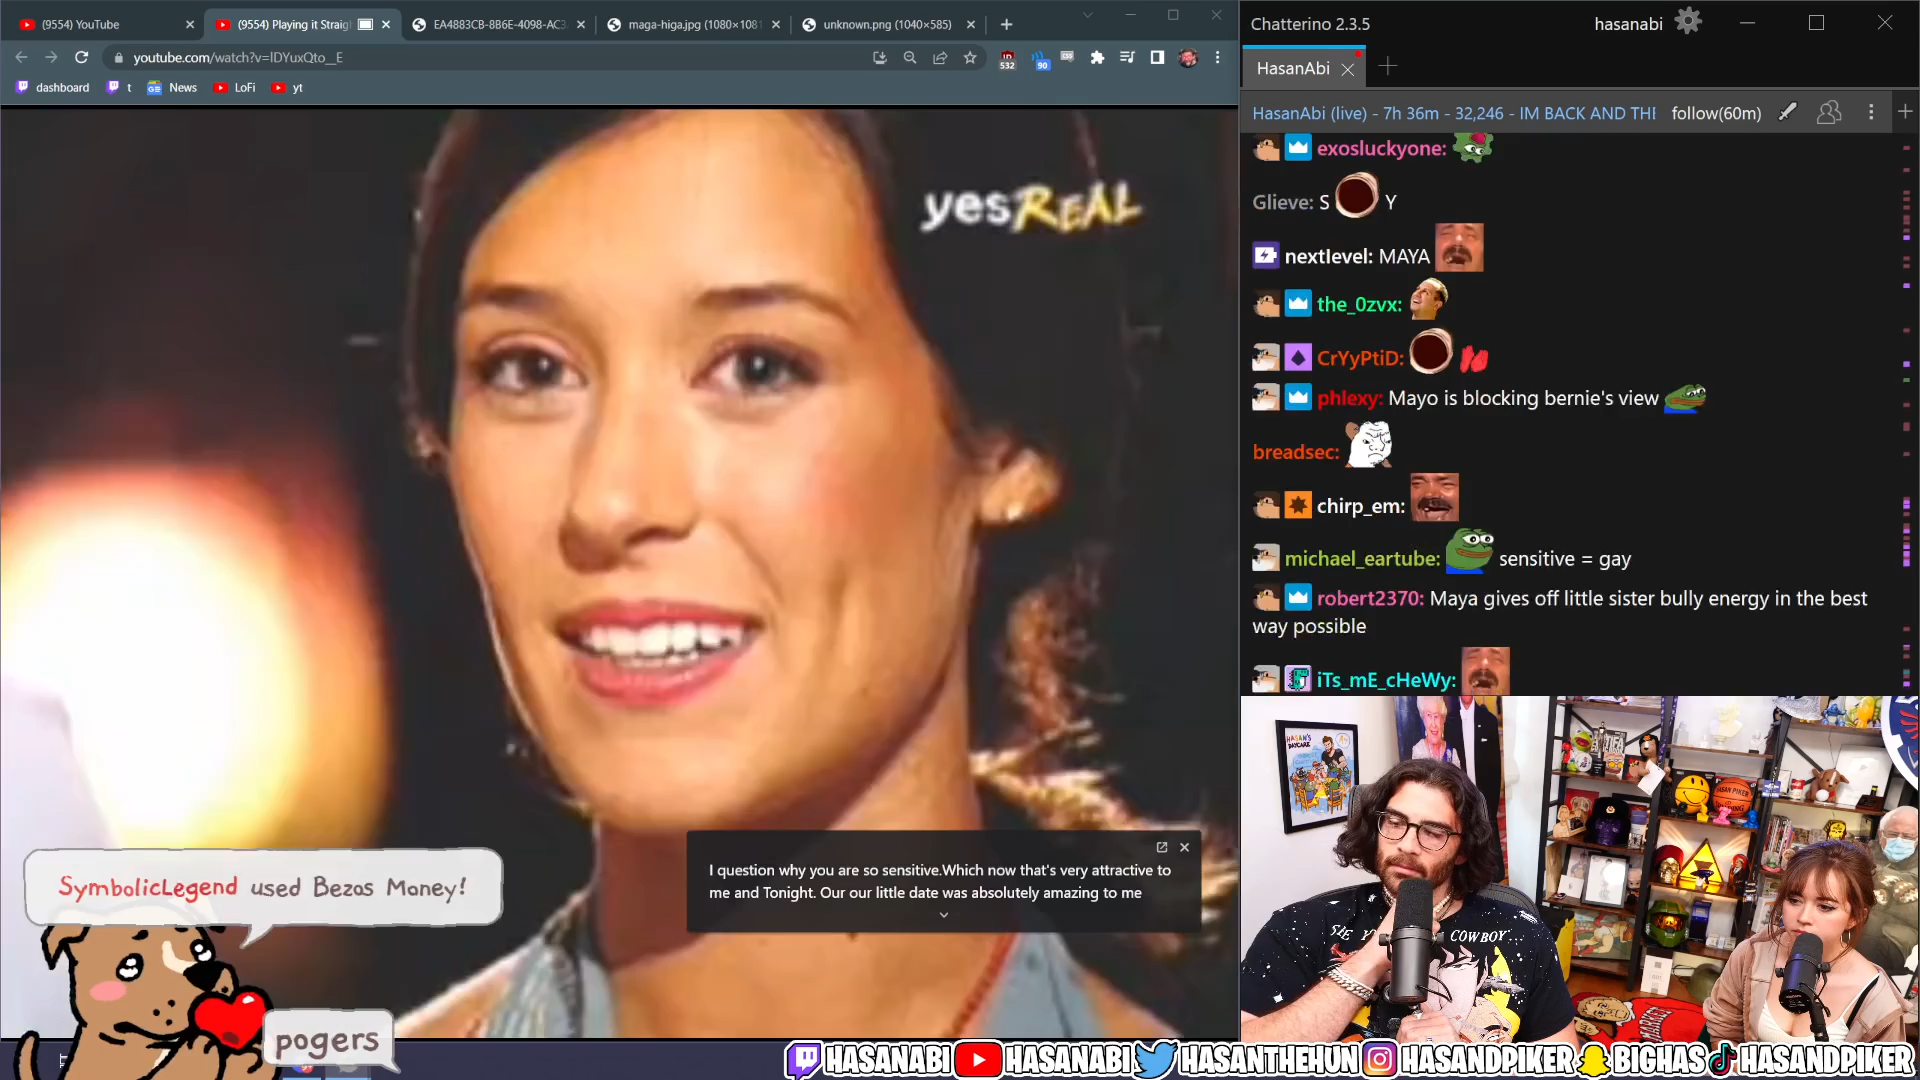 (9554) YouTube
(9554) Playing it Straig
EA4883CB-8B6E-4098-AC3
maga-higa.jpg (1080×1081
unknown.png (1040×585)
youtube.com/watch?v=IDYuxQto__E
532
90
dashboard
t
News
LoFi
yt
yesREAL
I question why you are so sensitive.Which now that's very attractive to
me and Tonight. Our our little date was absolutely amazing to me
SymbolicLegend used Bezos Money!
pogers
Chatterino 2.3.5
hasanabi
HasanAbi
HasanAbi (live) - 7h 36m - 32,246 - IM BACK AND THI
follow(60m)
exosluckyone:
Glieve: S Y
nextlevel: MAYA
the_0zvx:
CrYyPtiD:
phlexy: Mayo is blocking bernie's view
breadsec:
chirp_em:
michael_eartube: sensitive = gay
robert2370: Maya gives off little sister bully energy in the best
way possible
iTs_mE_cHeWy:
HASAN'S
DAYCARE
COWBOY
HASANABI
HASANABI
HASANTHEHUN
HASANDPIKER
BIGHAS
HASANDPIKER